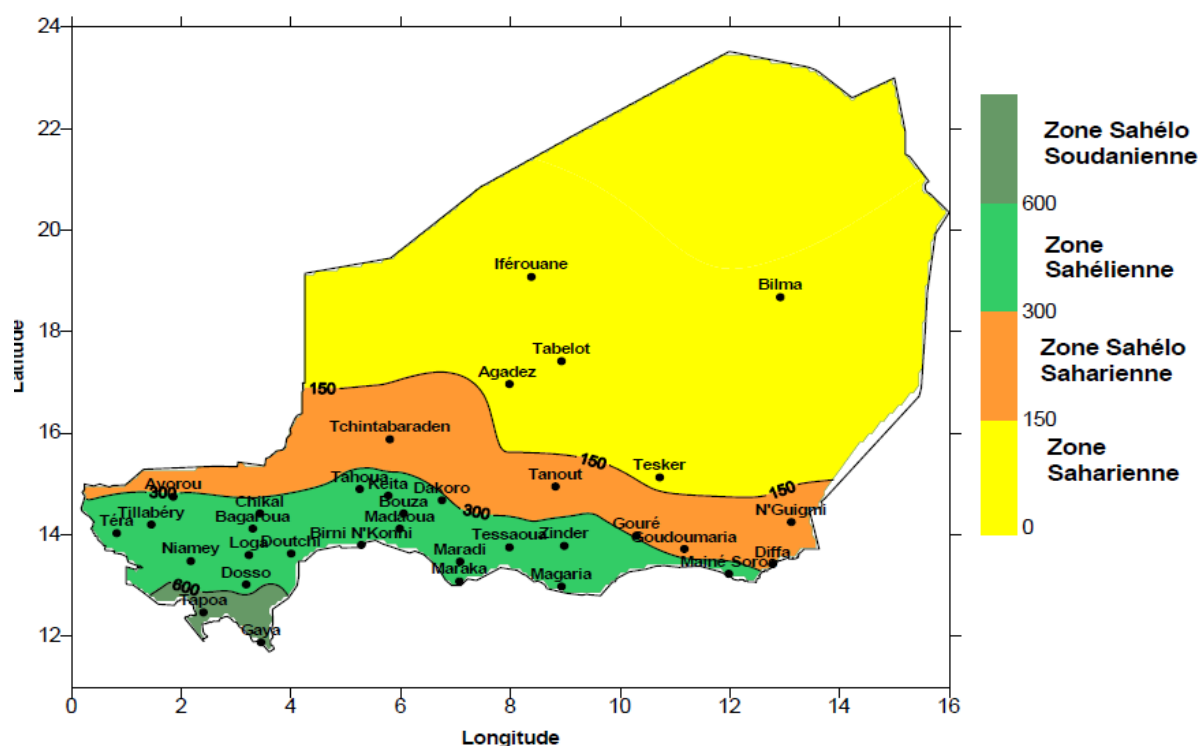 24
22
20
18
16
14
12
Latitude
0
2
4
6
8
10
12
14
16
Longitude
Iférouane
Bilma
Tabelot
Agadez
150
Tchintabaraden
150
Tesker
150
Ayorou
300
Tahoua
Keita
Dakoro
Tanout
N'Guigmi
Chikal
Bouza
300
Téra
Tillabéry
Bagaroua
Birni N'Konni
Madaoua
Tessaoua
Zinder
Gouré
Goudoumaria
Niamey
Loga
Doutchi
Maradi
Mainé Soroa
Diffa
Dosso
Maraka
Magaria
600
Tapoa
Gaya
Zone Sahélo
Soudanienne
600
Zone
Sahélienne
300
Zone Sahélo
Saharienne
150
Zone
Saharienne
0